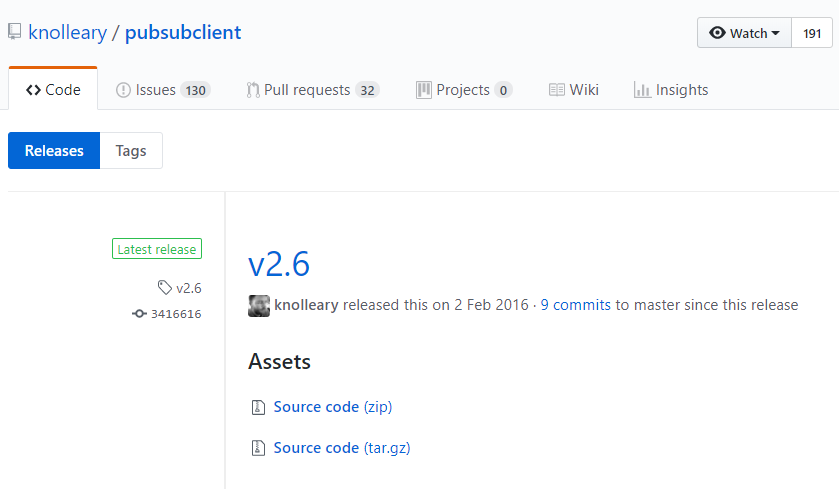 knolleary / pubsubclient
Watch 191
Code Issues 130 Pull requests 32 Projects 0 Wiki Insights
Releases Tags
Latest release
v2.6
3416616
v2.6
knolleary released this on 2 Feb 2016 · 9 commits to master since this release
Assets
Source code (zip)
Source code (tar.gz)